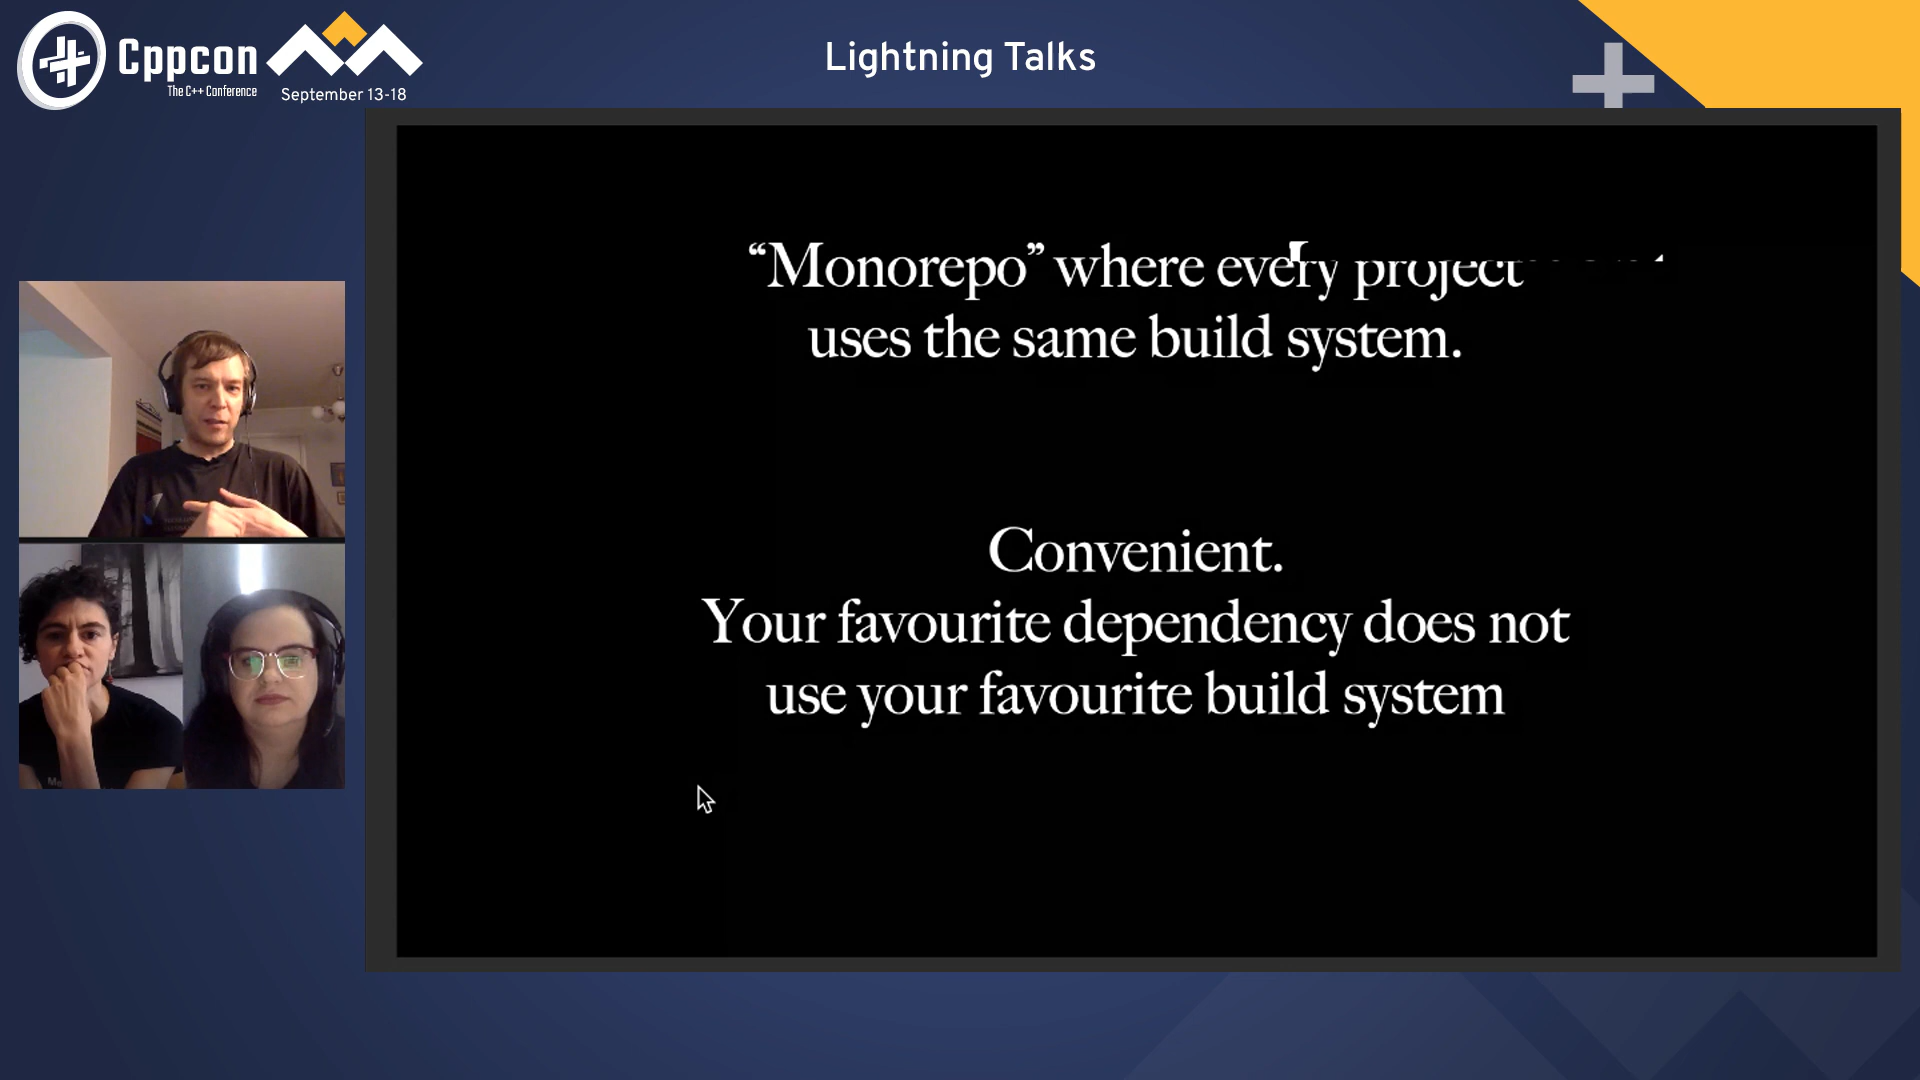 Cppcon
The C++ Conference
September 13-18
Lightning Talks
“Monorepo” where every project
uses the same build system.
Convenient.
Your favourite dependency does not
use your favourite build system